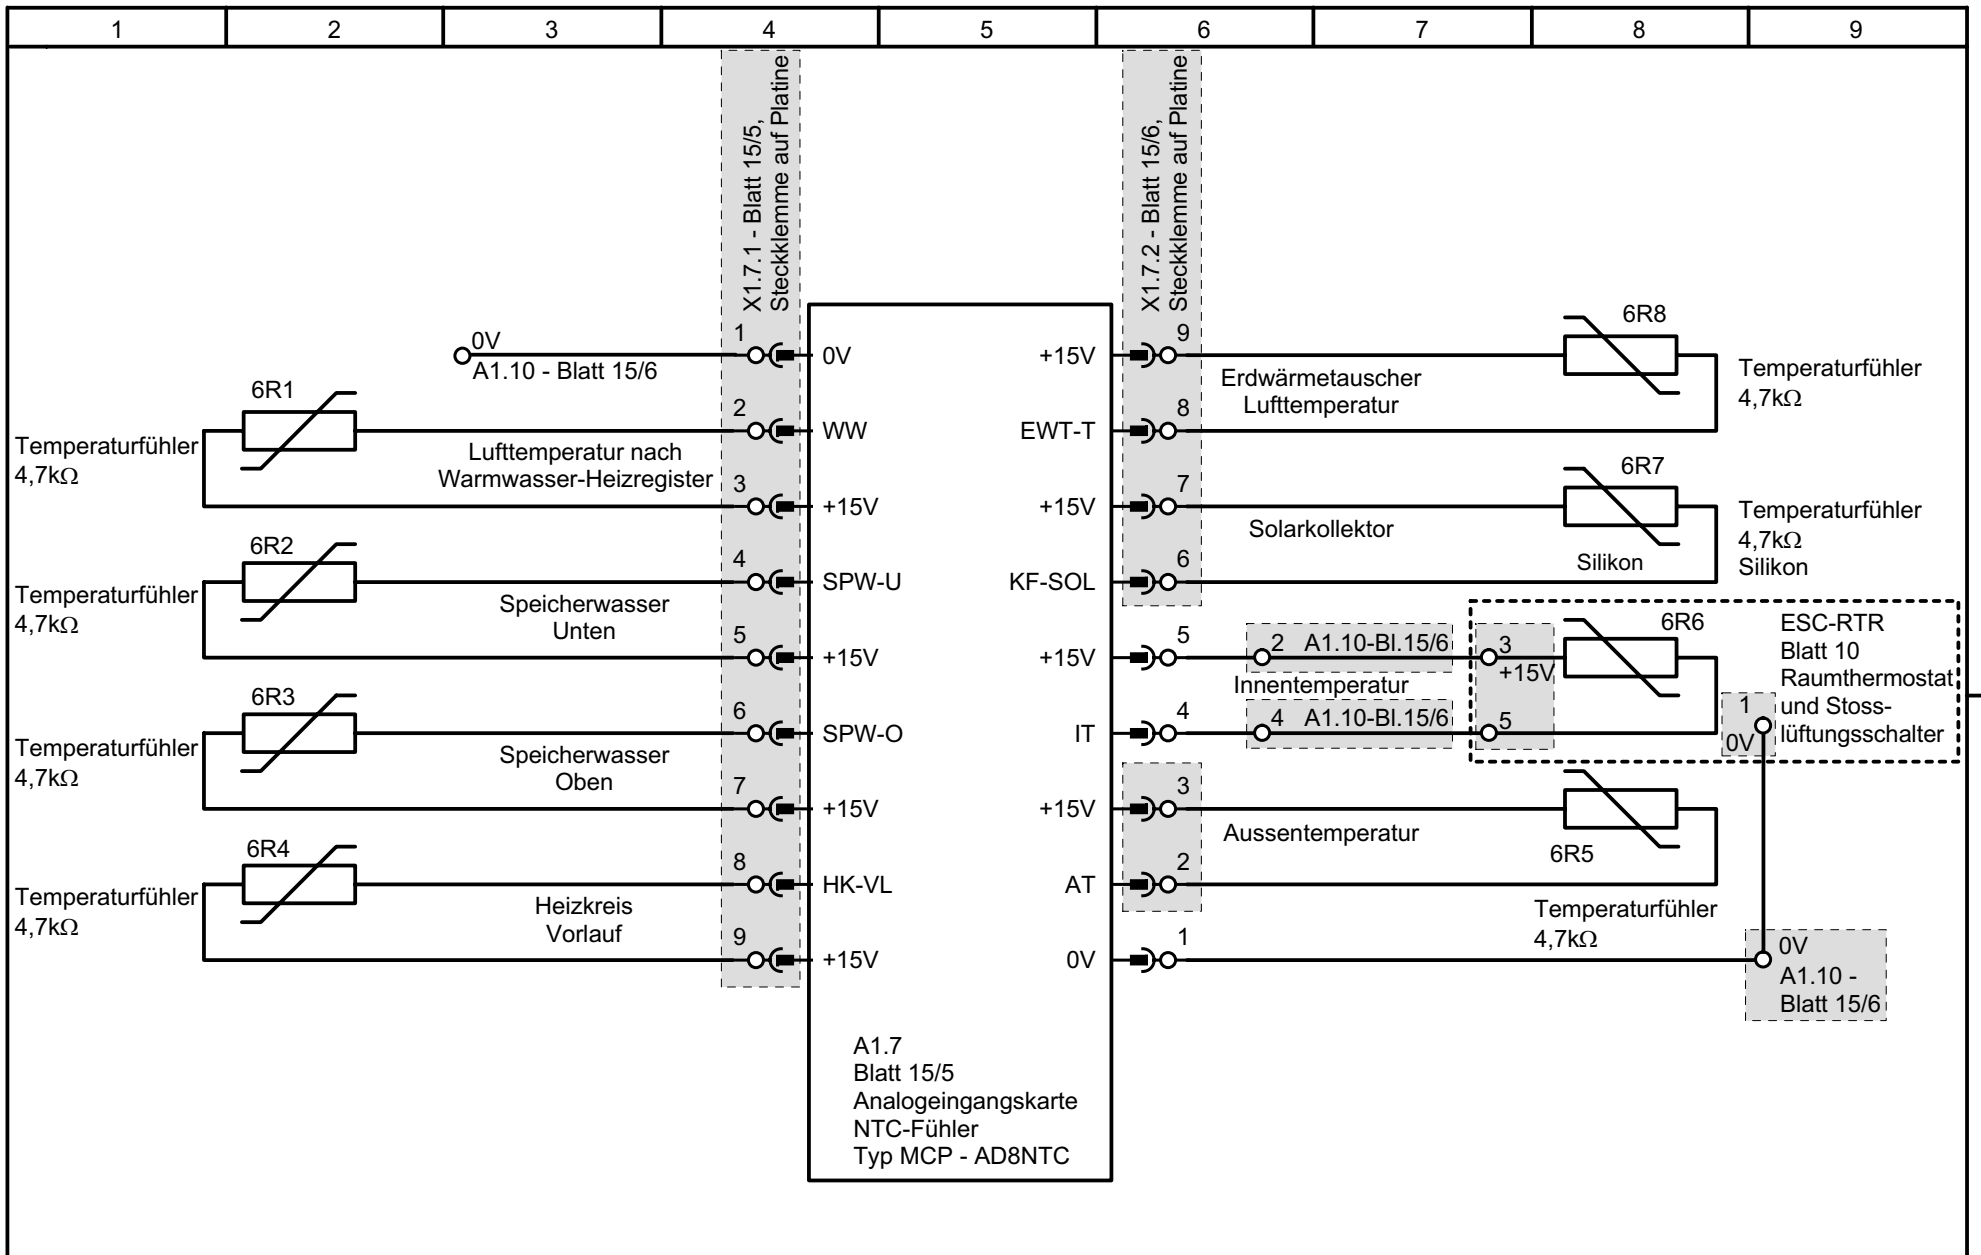 1 2 3 4 5 6 7 8 9
X1.7.1 - Blatt 15/5,
Steckklemme auf Platine
X1.7.2 - Blatt 15/6,
Steckklemme auf Platine
0V
A1.10 - Blatt 15/6
6R1
Temperaturfühler
4,7kΩ
Lufttemperatur nach
Warmwasser-Heizregister
6R2
Temperaturfühler
4,7kΩ
Speicherwasser
Unten
6R3
Temperaturfühler
4,7kΩ
Speicherwasser
Oben
6R4
Temperaturfühler
4,7kΩ
Heizkreis
Vorlauf
1 0V
2 WW
3 +15V
4 SPW-U
5 +15V
6 SPW-O
7 +15V
8 HK-VL
9 +15V
+15V 9
EWT-T 8
+15V 7
KF-SOL 6
+15V 5
IT 4
+15V 3
AT 2
0V 1
A1.7
Blatt 15/5
Analogeingangskarte
NTC-Fühler
Typ MCP - AD8NTC
6R8
Erdwärmetauscher
Lufttemperatur
Temperaturfühler
4,7kΩ
6R7
Solarkollektor
Silikon
Temperaturfühler
4,7kΩ
Silikon
2 A1.10-Bl.15/6
Innentemperatur
4 A1.10-Bl.15/6
3
+15V
5
6R6
ESC-RTR
Blatt 10
Raumthermostat
und Stoss-
lüftungsschalter
1
0V
Aussentemperatur
6R5
Temperaturfühler
4,7kΩ
0V
A1.10 -
Blatt 15/6